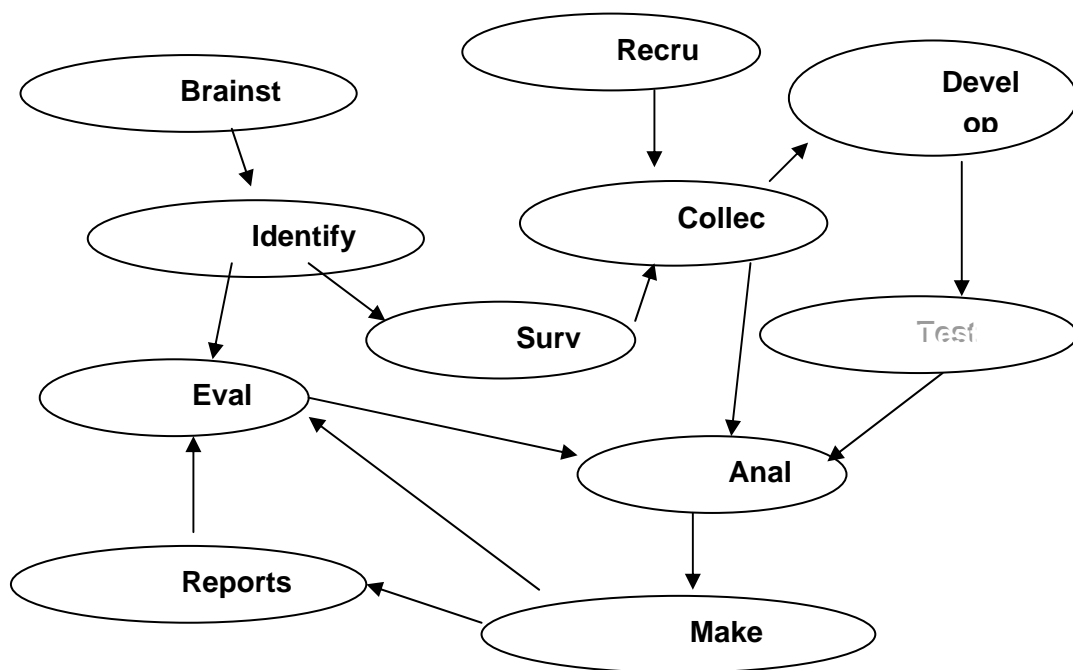 Recru
Brainst
Devel
op
Collec
Identify
Surv
Test
Eval
Anal
Reports
Make